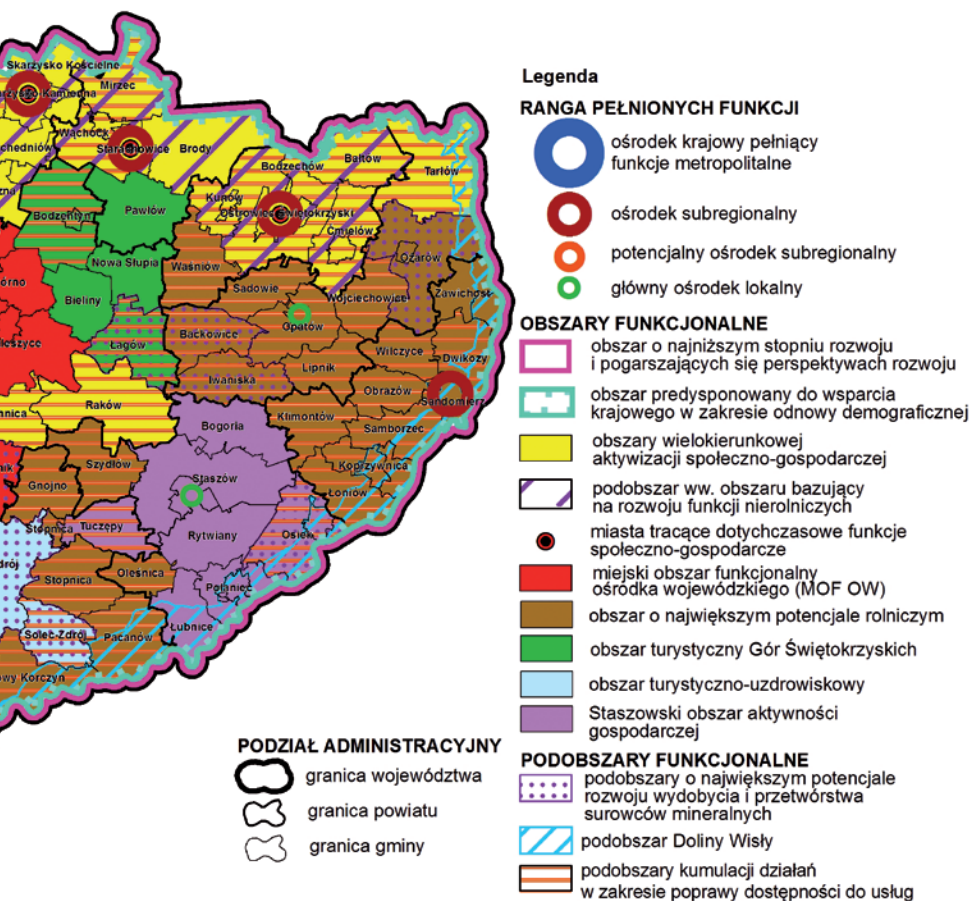 Skarżysko Kościelne
Mirzec
Wąchock
Starachowice
Brody
Bodzechów
Bałtów
Tarłów
Kunów
Ostrowiec Świętokrzyski
Ćmielów
Bodzentyn
Pawłów
Nowa Słupia
Waśniów
Ożarów
Sadowie
Wojciechowice
Zawichost
Bieliny
Opatów
Łagów
Baćkowice
Wilczyce
Dwikozy
Lipnik
Iwaniska
Obrazów
Sandomierz
Raków
Bogoria
Klimontów
Samborzec
Szydłów
Koprzywnica
Gnojno
Staszów
Łoniów
Stopnica
Tuczępy
Rytwiany
Osiek
Stopnica
Oleśnica
Połaniec
Solec-Zdrój
Pacanów
Łubnice
owy Korczyn
Legenda
RANGA PEŁNIONYCH FUNKCJI
ośrodek krajowy pełniący
funkcje metropolitalne
ośrodek subregionalny
potencjalny ośrodek subregionalny
główny ośrodek lokalny
OBSZARY FUNKCJONALNE
obszar o najniższym stopniu rozwoju
i pogarszających się perspektywach rozwoju
obszar predysponowany do wsparcia
krajowego w zakresie odnowy demograficznej
obszary wielokierunkowej
aktywizacji społeczno-gospodarczej
podobszar ww. obszaru bazujący
na rozwoju funkcji nierolniczych
miasta tracące dotychczasowe funkcje
społeczno-gospodarcze
miejski obszar funkcjonalny
ośrodka wojewódzkiego (MOF OW)
obszar o największym potencjale rolniczym
obszar turystyczny Gór Świętokrzyskich
obszar turystyczno-uzdrowiskowy
Staszowski obszar aktywności
gospodarczej
PODZIAŁ ADMINISTRACYJNY
granica województwa
granica powiatu
granica gminy
PODOBSZARY FUNKCJONALNE
podobszary o największym potencjale
rozwoju wydobycia i przetwórstwa
surowców mineralnych
podobszar Doliny Wisły
podobszary kumulacji działań
w zakresie poprawy dostępności do usług